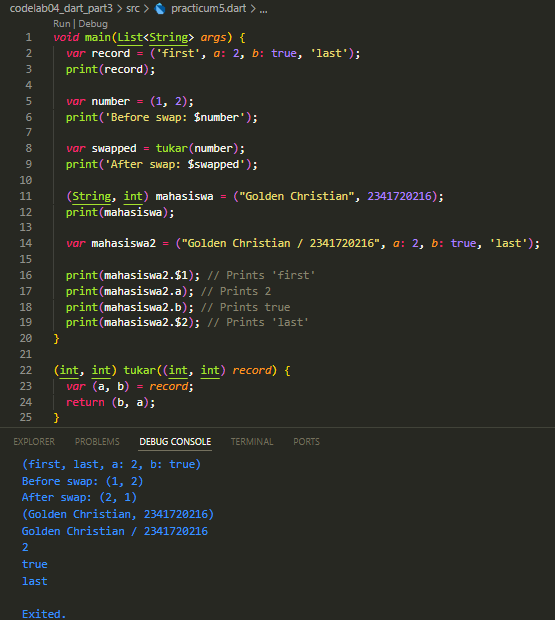 codelab04_dart_part3 > src > practicum5.dart > ...
Run | Debug
1 void main(List<String> args) {
2 var record = ('first', a: 2, b: true, 'last');
3 print(record);
4
5 var number = (1, 2);
6 print('Before swap: $number');
7
8 var swapped = tukar(number);
9 print('After swap: $swapped');
10
11 (String, int) mahasiswa = ("Golden Christian", 2341720216);
12 print(mahasiswa);
13
14 var mahasiswa2 = ("Golden Christian / 2341720216", a: 2, b: true, 'last');
15
16 print(mahasiswa2.$1); // Prints 'first'
17 print(mahasiswa2.a); // Prints 2
18 print(mahasiswa2.b); // Prints true
19 print(mahasiswa2.$2); // Prints 'last'
20 }
21
22 (int, int) tukar((int, int) record) {
23 var (a, b) = record;
24 return (b, a);
25 }
EXPLORER PROBLEMS DEBUG CONSOLE TERMINAL PORTS
(first, last, a: 2, b: true)
Before swap: (1, 2)
After swap: (2, 1)
(Golden Christian, 2341720216)
Golden Christian / 2341720216
2
true
last
Exited.